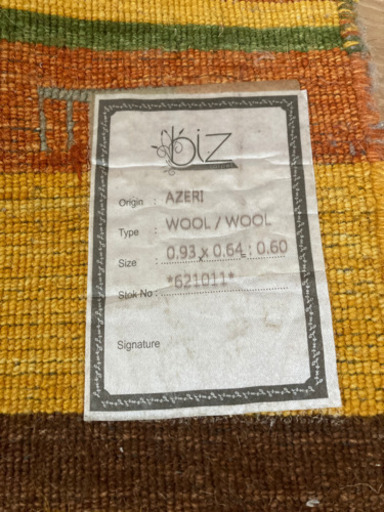 biz
Origin : AZERI
Type : WOOL / WOOL
Size : 0.93 x 0.64 = 0.60
Stok No : *621011*
Signature